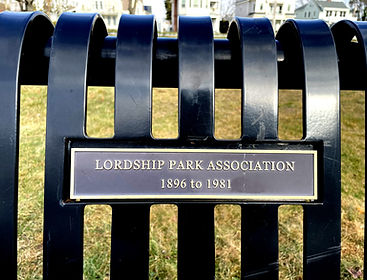 LORDSHIP PARK ASSOCIATION
1896 to 1981